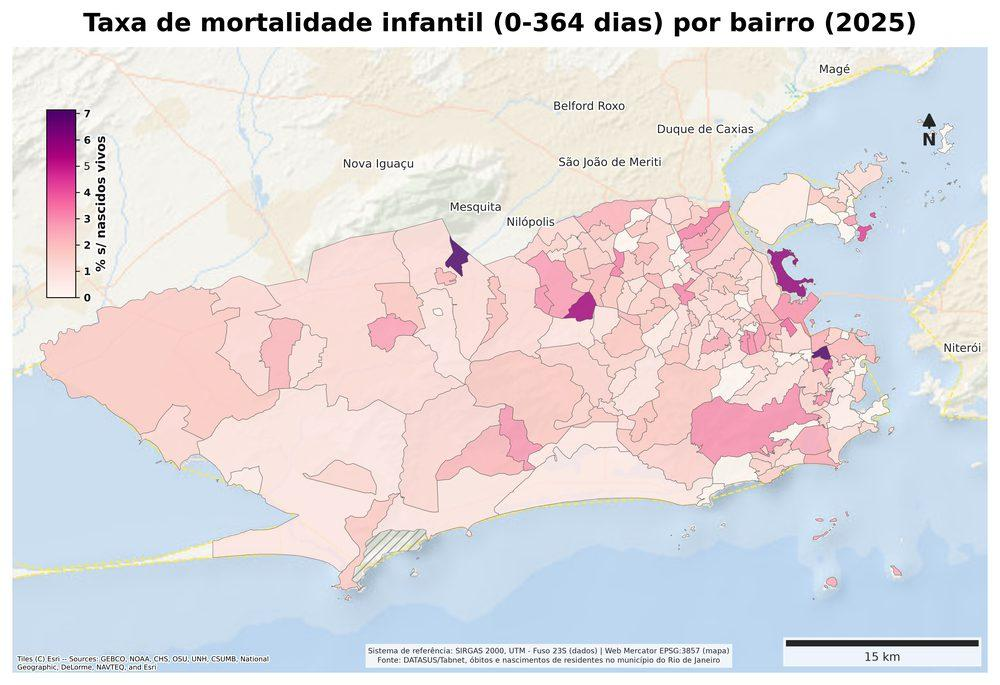 Taxa de mortalidade infantil (0-364 dias) por bairro (2025)
Magé
Belford Roxo
Duque de Caxias
Nova Iguaçu
São João de Meriti
Mesquita
Nilópolis
Niterói
N
7
6
5
4
3
2
1
0
% s/ nascidos vivos
15 km
Sistema de referência: SIRGAS 2000, UTM - Fuso 23S (dados) | Web Mercator EPSG:3857 (mapa)
Fonte: DATASUS/Tabnet, óbitos e nascimentos de residentes no município do Rio de Janeiro
Tiles (C) Esri -- Sources: GEBCO, NOAA, CHS, OSU, UNH, CSUMB, National
Geographic, DeLorme, NAVTEQ, and Esri